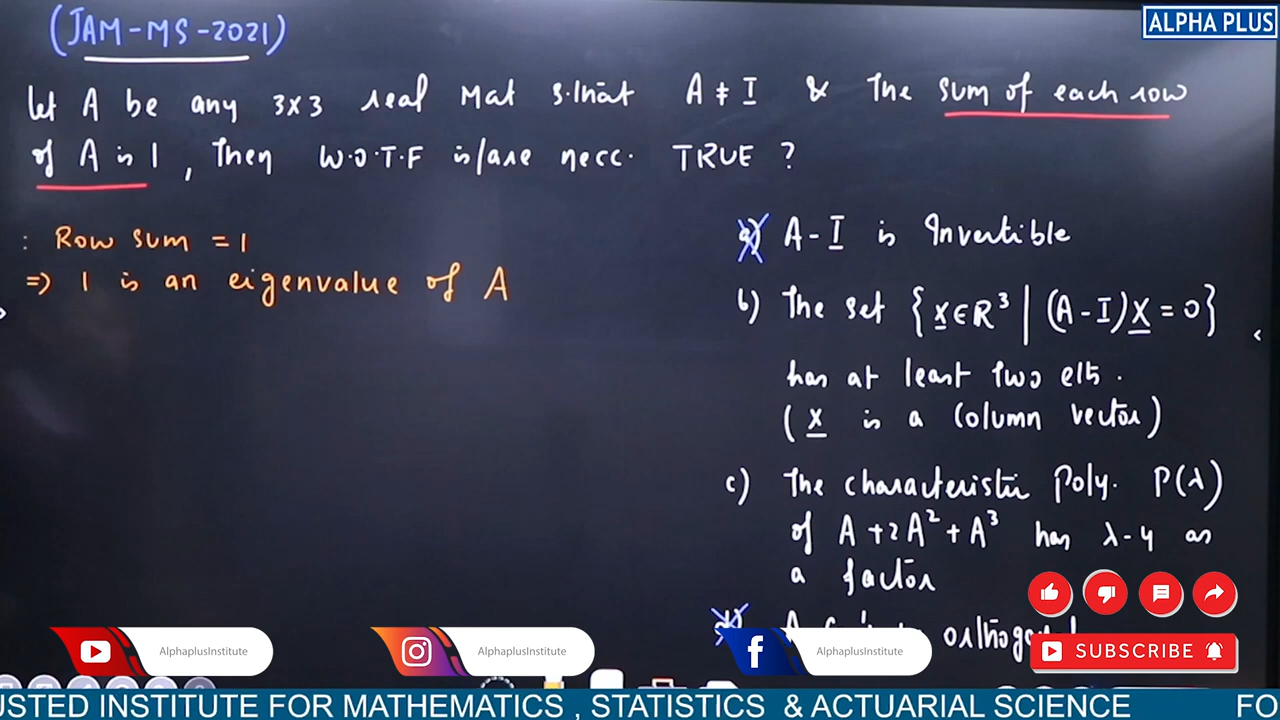 (JAM-MS-2021)
ALPHA PLUS
let A be any 3x3 real Mat s.that A ≠ I & The sum of each row
of A is 1, Then W.O.T.F is/are necc. TRUE ?
: Row sum = 1
=> 1 is an eigenvalue of A
a) A - I is Invertible
b) The set {x∈R³ | (A-I)X = 0}
has at least two elts.
(x is a column vector)
c) The characteristic Poly. P(λ)
of A + 2A² + A³ has λ-4 as
a factor
A orthogonal
AlphaplusInstitute
AlphaplusInstitute
AlphaplusInstitute
SUBSCRIBE
USTED INSTITUTE FOR MATHEMATICS , STATISTICS & ACTUARIAL SCIENCE FO